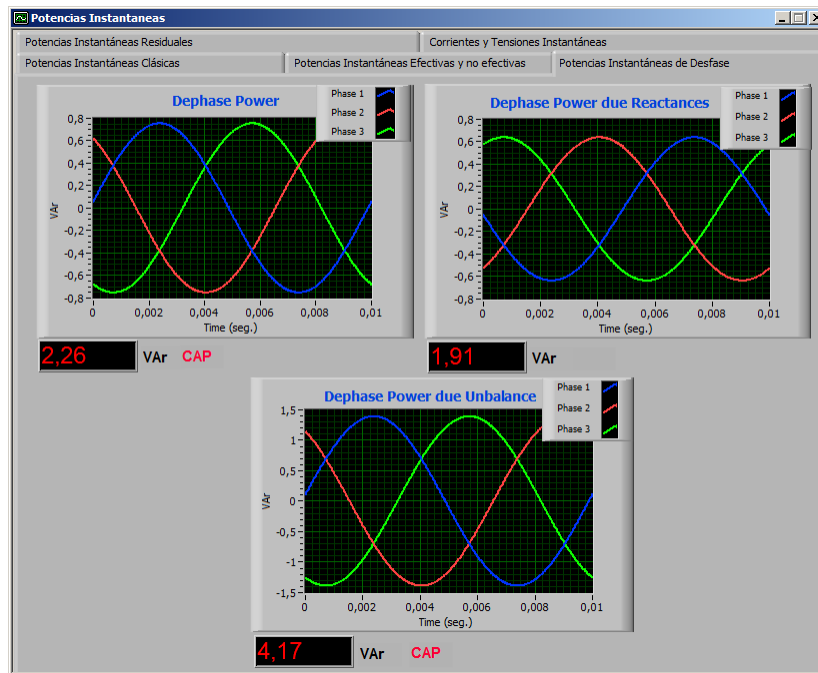 Potencias Instantaneas
Potencias Instantáneas Residuales
Corrientes y Tensiones Instantáneas
Potencias Instantáneas Clásicas
Potencias Instantáneas Efectivas y no efectivas
Potencias Instantáneas de Desfase
Dephase Power
Phase 1
Phase 2
Phase 3
0,8
0,6
0,4
0,2
0
-0,2
-0,4
-0,6
-0,8
VAr
0 0,002 0,004 0,006 0,008 0,01
Time (seg.)
2,26 VAr CAP
Dephase Power due Reactances
Phase 1
Phase 2
Phase 3
0,8
0,6
0,4
0,2
0
-0,2
-0,4
-0,6
-0,8
VAr
0 0,002 0,004 0,006 0,008 0,01
Time (seg.)
1,91 VAr
Dephase Power due Unbalance
Phase 1
Phase 2
Phase 3
1,5
1
0,5
0
-0,5
-1
-1,5
VAr
0 0,002 0,004 0,006 0,008 0,01
Time (seg.)
4,17 VAr CAP